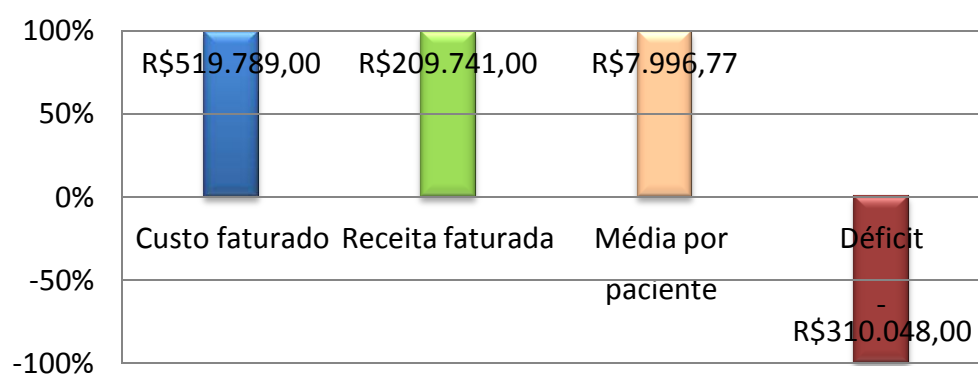 100%
R$519.789,00 R$209.741,00 R$7.996,77
50%
0%
Custo faturado Receita faturada Média por Déficit
paciente
-50%
-
R$310.048,00
-100%